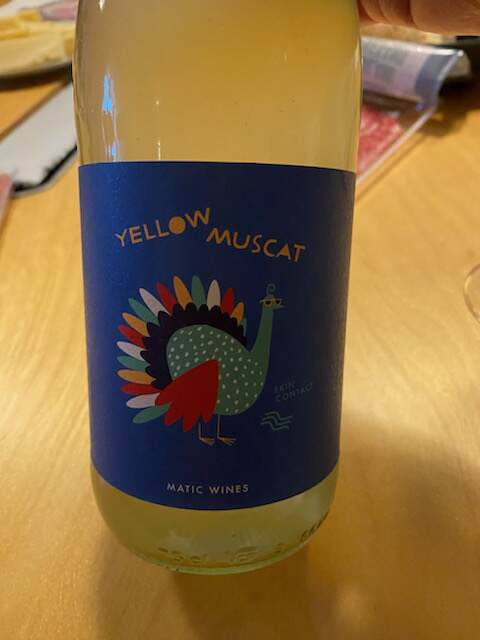 YELLOW
MUSCAT
SKIN
CONTACT
MATIC WINES